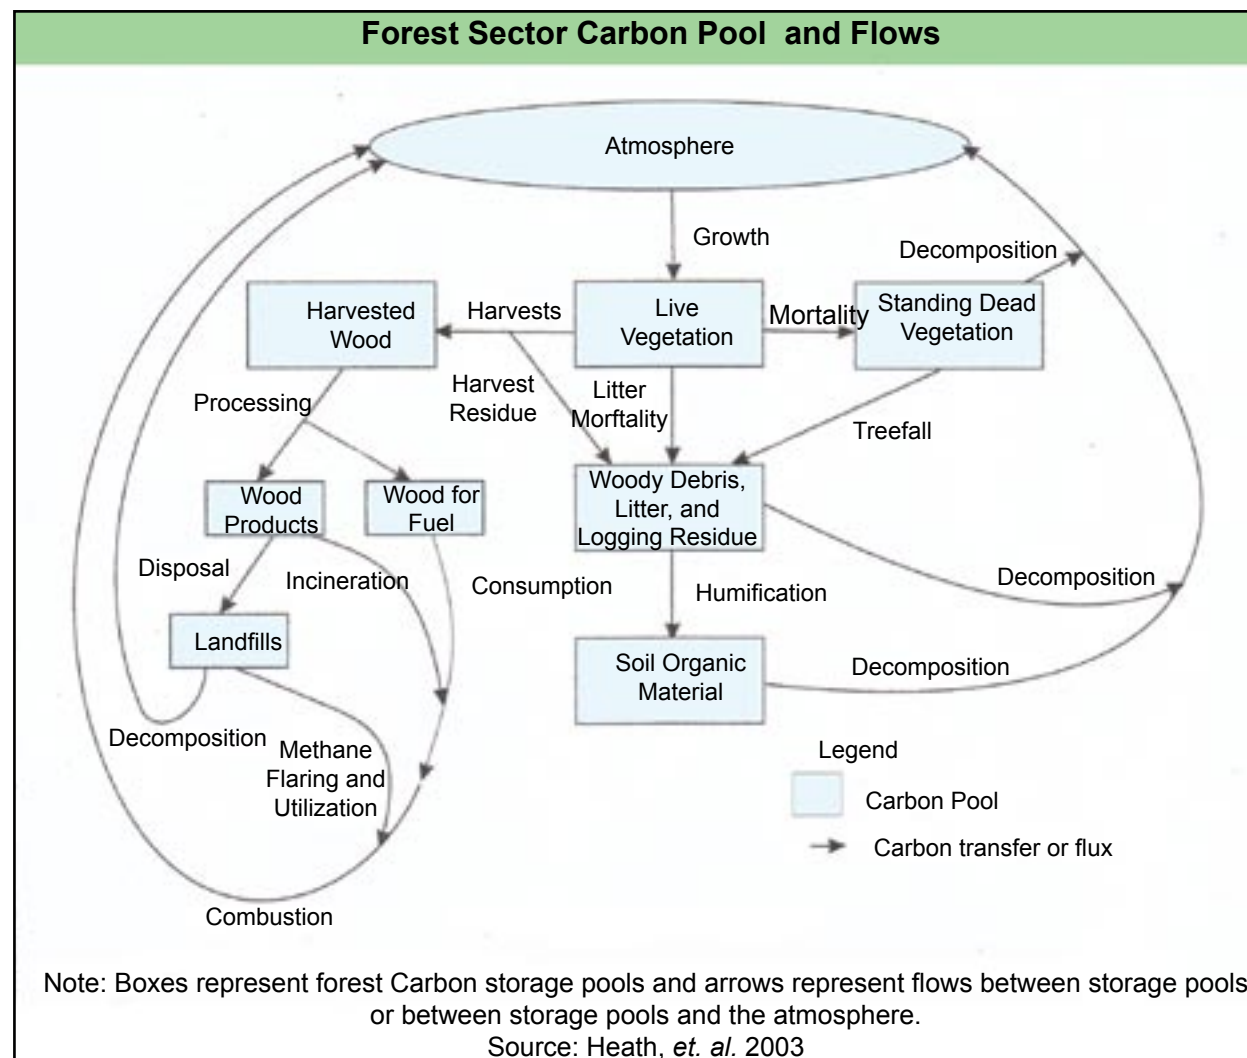 Forest Sector Carbon Pool and Flows
Atmosphere
Growth
Decomposition
Harvested
Wood
Harvests
Live
Vegetation
Mortality
Standing Dead
Vegetation
Processing
Harvest
Residue
Litter
Morftality
Treefall
Wood
Products
Wood for
Fuel
Woody Debris,
Litter, and
Logging Residue
Disposal
Incineration
Consumption
Humification
Decomposition
Landfills
Soil Organic
Material
Decomposition
Decomposition
Methane
Flaring and
Utilization
Legend
Carbon Pool
Carbon transfer or flux
Combustion
Note: Boxes represent forest Carbon storage pools and arrows represent flows between storage pools
or between storage pools and the atmosphere.
Source: Heath, et. al. 2003